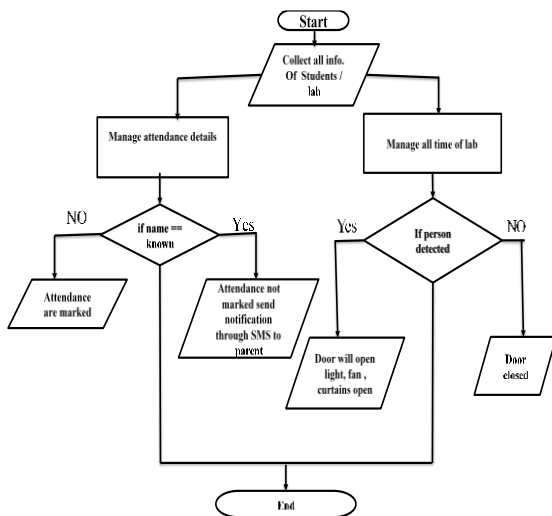 Start
Collect all info.
Of Students /
lab
Manage attendance details
Manage all time of lab
NO
if name ==
known
Yes
Yes
If person
detected
NO
Attendance
are marked
Attendance not
marked send
notification
through SMS to
parent
Door will open
light, fan ,
curtains open
Door
closed
End